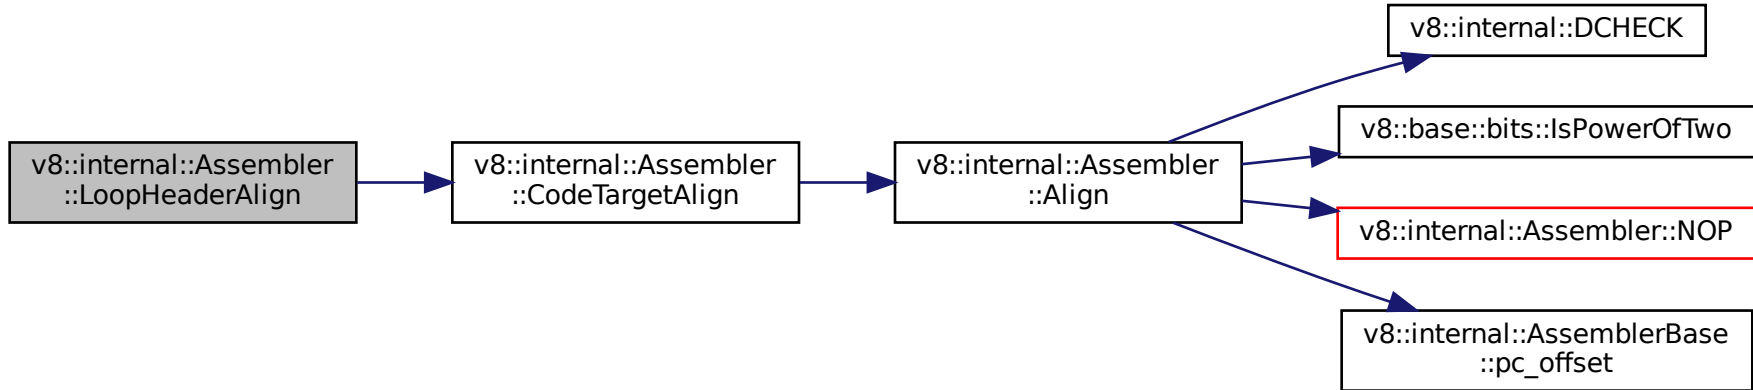 v8::internal::Assembler
::LoopHeaderAlign
v8::internal::Assembler
::CodeTargetAlign
v8::internal::Assembler
::Align
v8::internal::DCHECK
v8::base::bits::IsPowerOfTwo
v8::internal::Assembler::NOP
v8::internal::AssemblerBase
::pc_offset